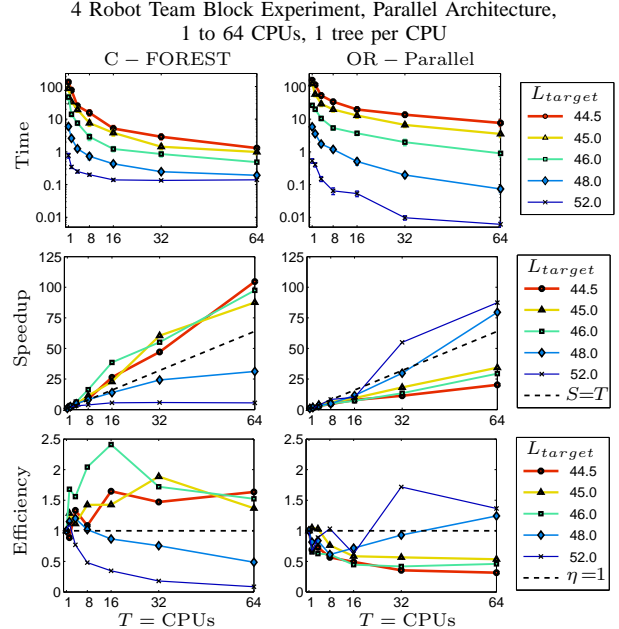 4 Robot Team Block Experiment, Parallel Architecture,
1 to 64 CPUs, 1 tree per CPU
C – FOREST
OR – Parallel
Time
100
10
1
0.1
0.01
1 8 16 32 64
100
10
1
0.1
0.01
1 8 16 32 64
L_target
44.5
45.0
46.0
48.0
52.0
Speedup
125
100
75
50
25
0
1 8 16 32 64
125
100
75
50
25
0
1 8 16 32 64
L_target
44.5
45.0
46.0
48.0
52.0
S=T
Efficiency
2.5
2
1.5
1
0.5
0
1 8 16 32 64
T = CPUs
2.5
2
1.5
1
0.5
0
1 8 16 32 64
T = CPUs
L_target
44.5
45.0
46.0
48.0
52.0
η=1